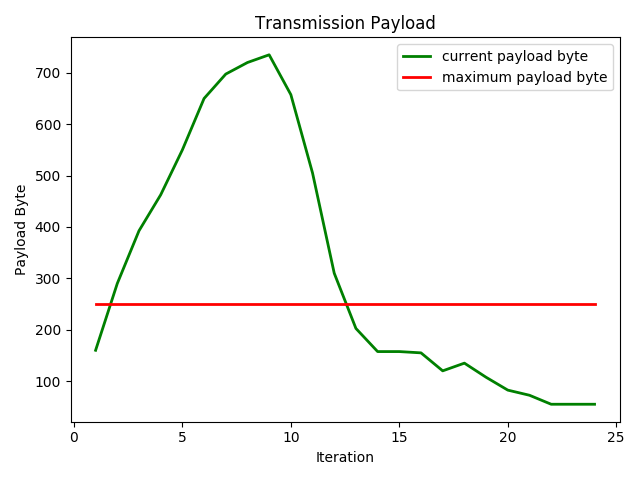 Transmission Payload
current payload byte
maximum payload byte
Payload Byte
700
600
500
400
300
200
100
0
5
10
15
20
25
Iteration